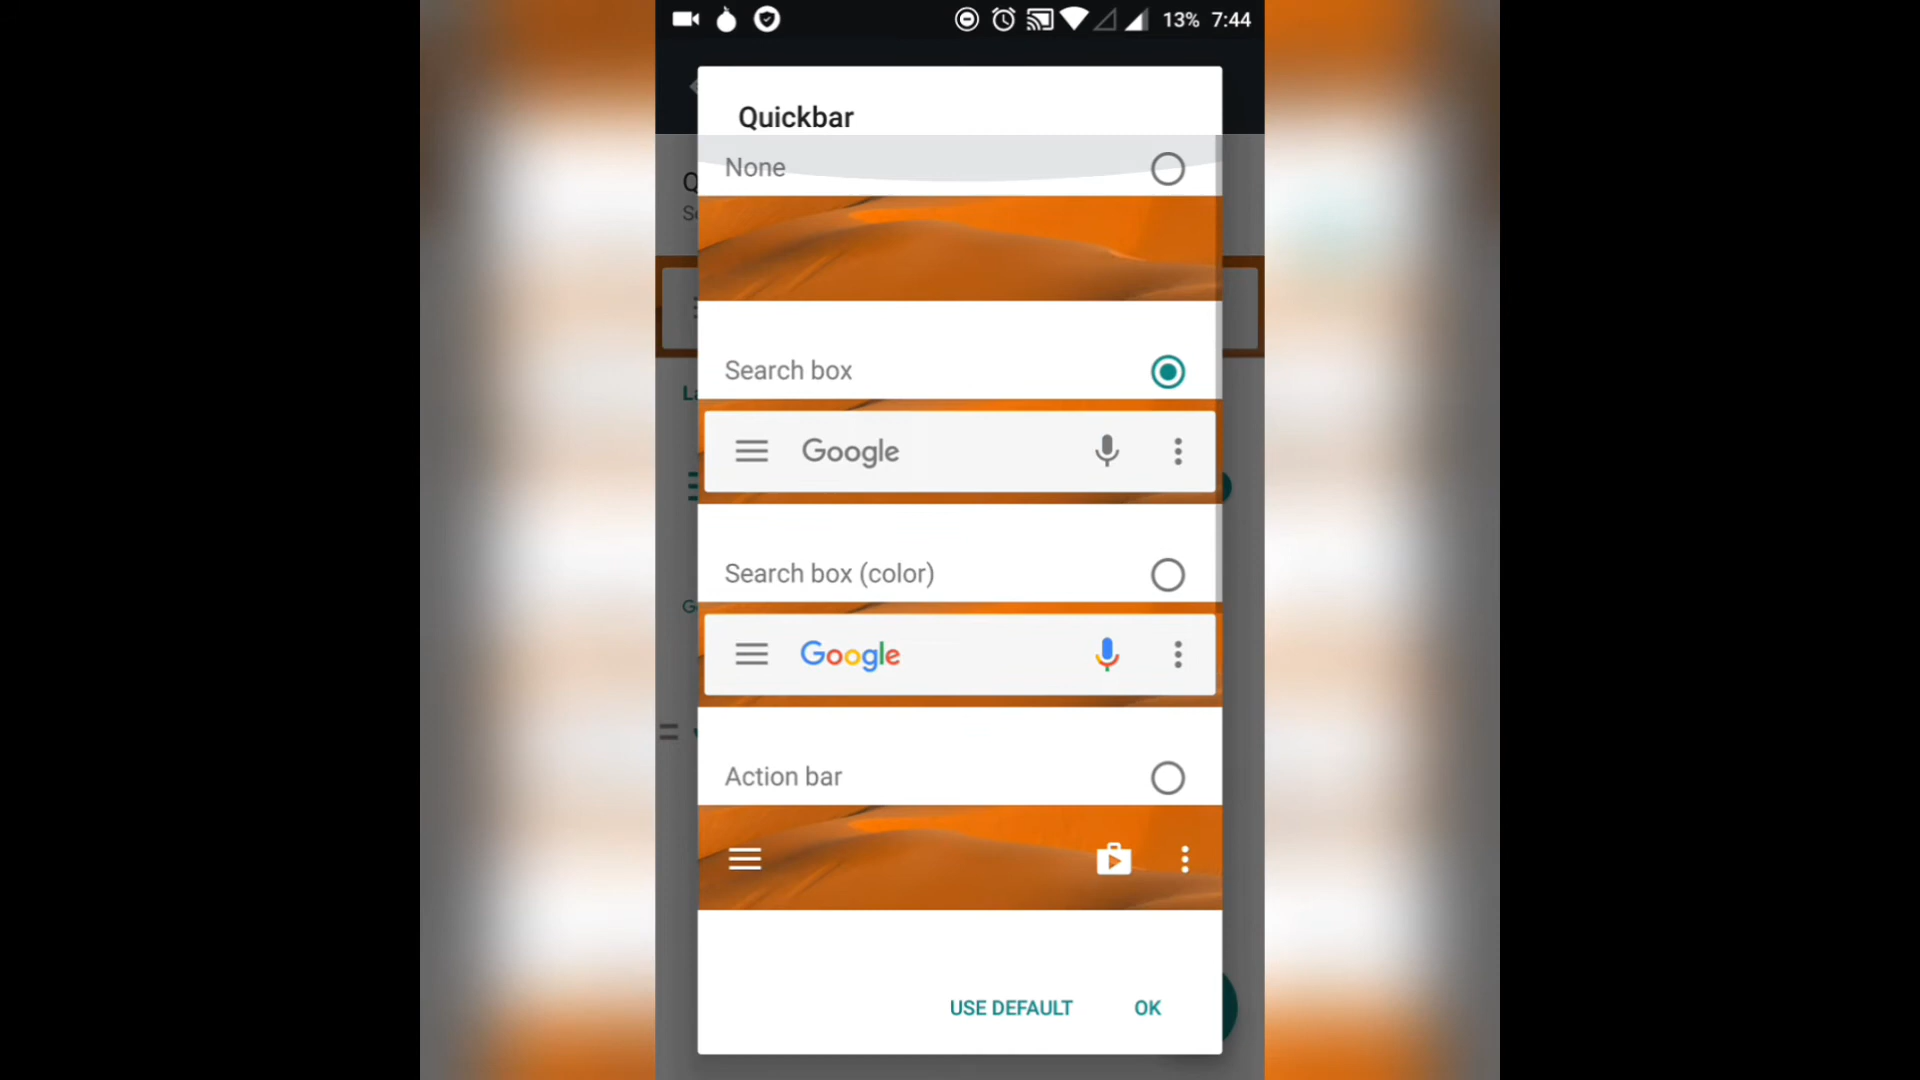 13% 7:44
Quickbar
None
Search box
Google
Search box (color)
Google
Action bar
USE DEFAULT OK